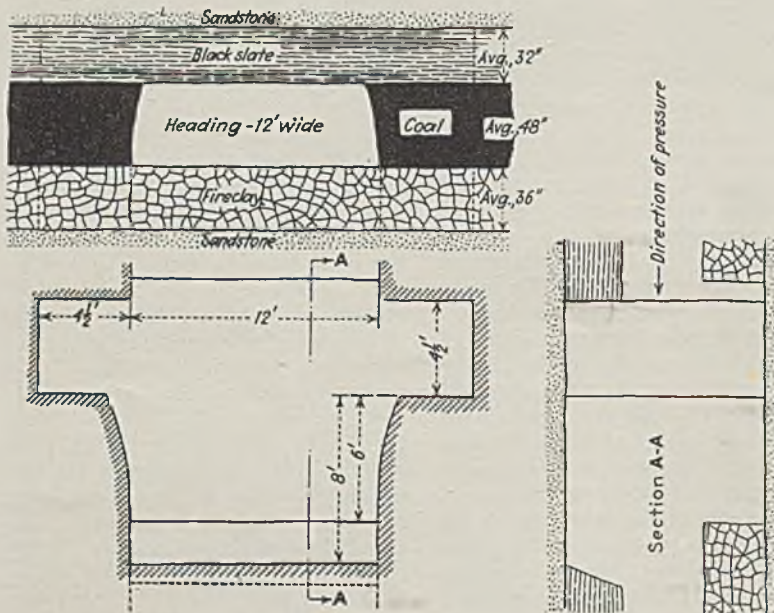 Sandstone
Black slate
Avg., 32"
Heading - 12' wide
Coal
Avg., 48"
Fireclay
Avg., 36"
Sandstone
A
4½'
12'
4½'
6'
8'
A
Direction of pressure
Section A-A